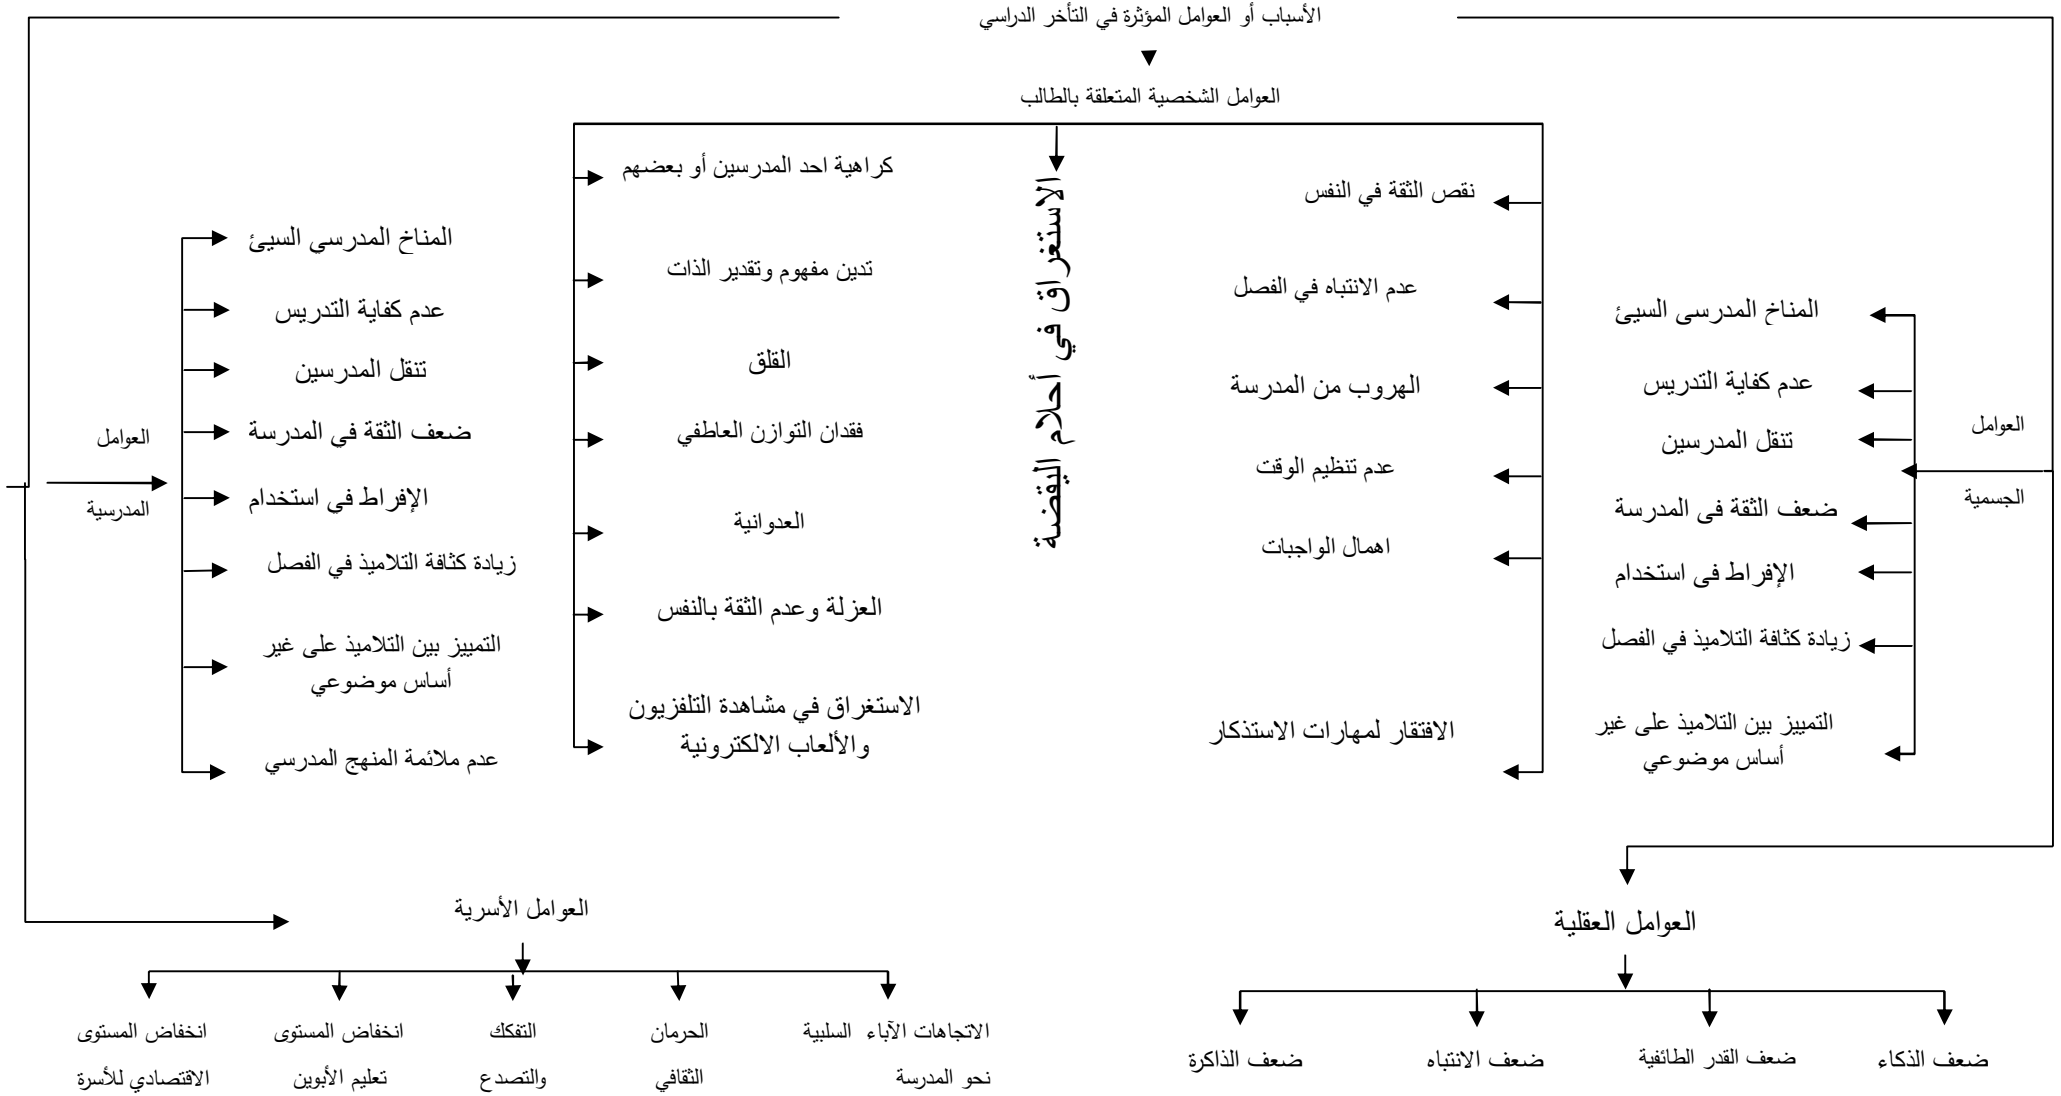 الأسباب أو العوامل المؤثرة في التأخر الدراسي
العوامل الشخصية المتعلقة بالطالب
العوامل
الجسمية
المناخ المدرسى السيئ
عدم كفاية التدريس
تنقل المدرسين
ضعف الثقة فى المدرسة
الإفراط فى استخدام
زيادة كثافة التلاميذ في الفصل
التمييز بين التلاميذ على غير
أساس موضوعي
نقص الثقة في النفس
عدم الانتباه في الفصل
الهروب من المدرسة
عدم تنظيم الوقت
اهمال الواجبات
الافتقار لمهارات الاستذكار
الاستغراق في أحلام اليقضة
كراهية احد المدرسين أو بعضهم
تدين مفهوم وتقدير الذات
القلق
فقدان التوازن العاطفي
العدوانية
العزلة وعدم الثقة بالنفس
الاستغراق في مشاهدة التلفزيون
والألعاب الالكترونية
العوامل
المدرسية
المناخ المدرسي السيئ
عدم كفاية التدريس
تنقل المدرسين
ضعف الثقة في المدرسة
الإفراط في استخدام
زيادة كثافة التلاميذ في الفصل
التمييز بين التلاميذ على غير
أساس موضوعي
عدم ملائمة المنهج المدرسي
العوامل العقلية
ضعف الذكاء
ضعف القدر الطائفية
ضعف الانتباه
ضعف الذاكرة
العوامل الأسرية
الاتجاهات الآباء السلبية
نحو المدرسة
الحرمان
الثقافي
التفكك
والتصدع
انخفاض المستوى
تعليم الأبوين
انخفاض المستوى
الاقتصادي للأسرة